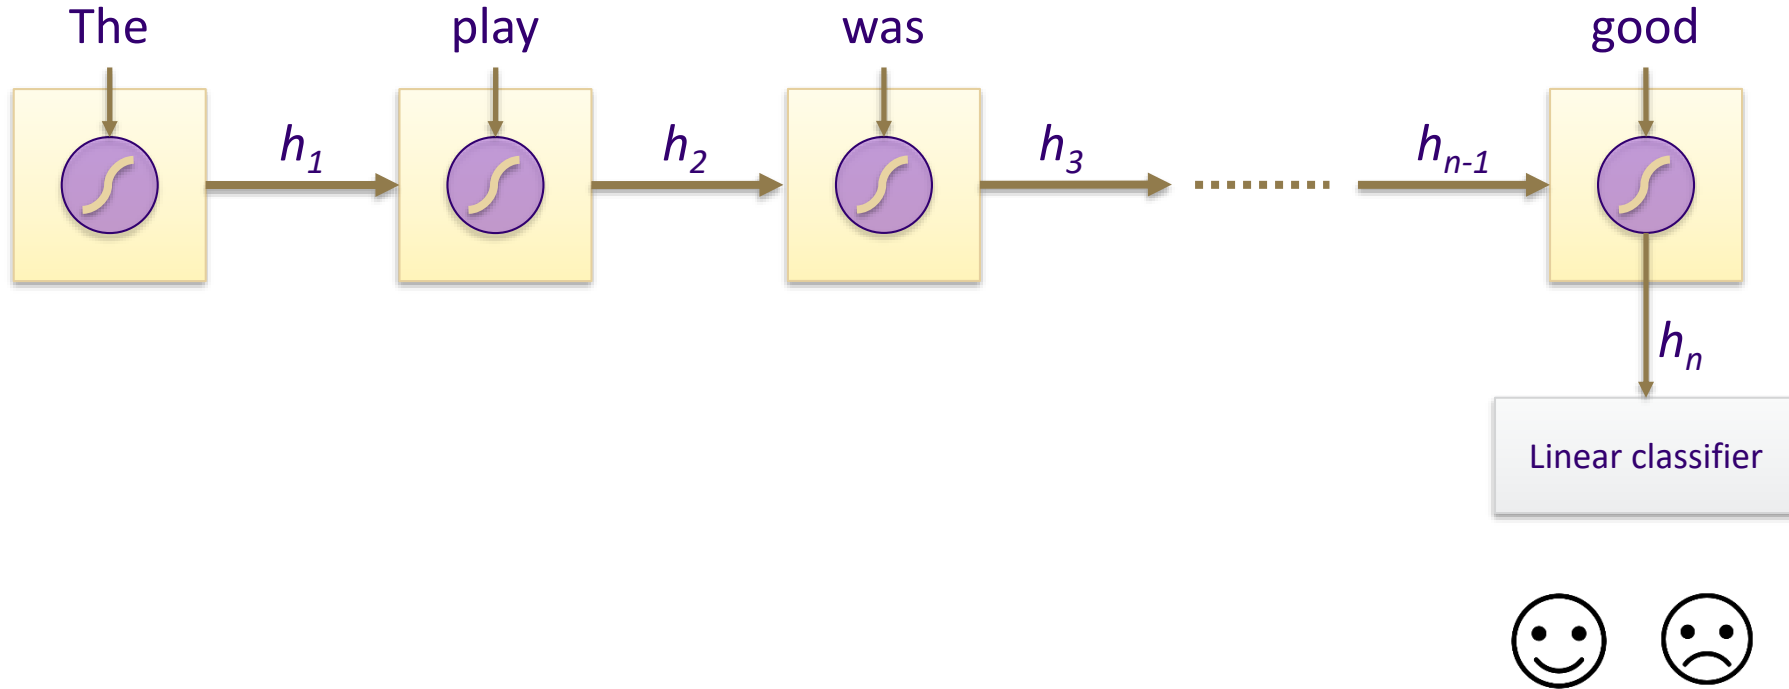 The play was good
h1 h2 h3 hn-1
hn
Linear classifier